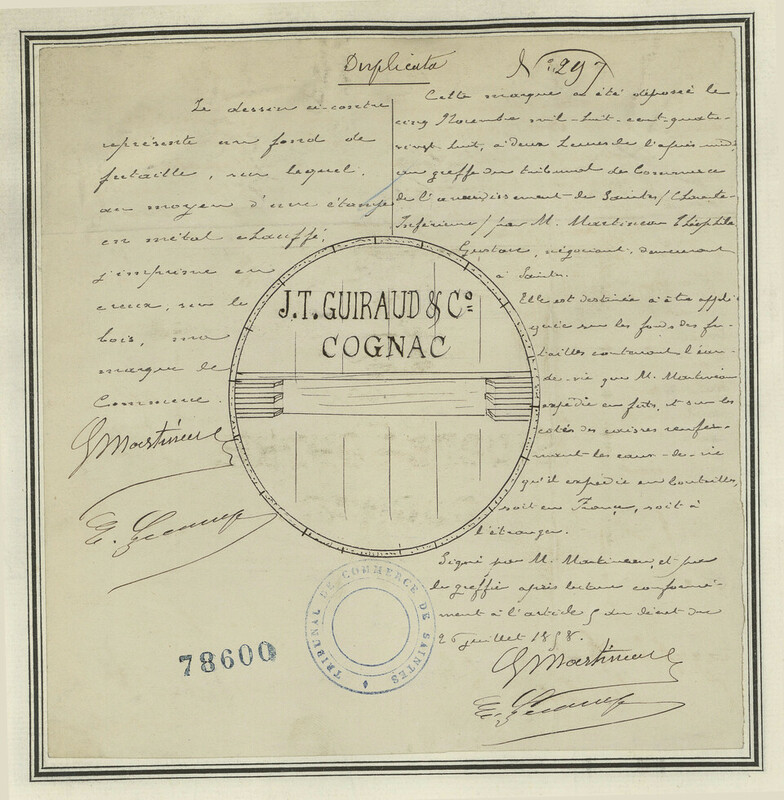 Duplicata
N° 297
Le dessin ci-contre
représente un fond de
futaille, sur lequel,
au moyen d'une étampe
en métal chauffé,
j'imprime en
creux, sur le
bois, ma
marque de
Commerce.
G Martineau
Cette marque a été déposée le
cinq Novembre mil-huit-cent-quatre-
vingt-huit, à deux heures de l'après-midi,
au greffe du tribunal de Commerce
de l'arrondissement de Saintes (Charente-
Inférieure) par M. Martineau Théophile
Gustave, négociant, demeurant
à Saintes.
Elle est destinée à être appli-
quée sur les fonds des fu-
tailles contenant l'eau-
de-vie que M. Martineau
expédie en fûts, et sur les
côtés des caisses renfer-
mant les eaux-de-vie
qu'il expédie en bouteilles,
soit en France, soit à
l'étranger.
Signé par M. Martineau, et par
le greffier après lecture conformé-
ment à l'article 5 du décret du
26 juillet 1858.
G Martineau
J.T. GUIRAUD & Co
COGNAC
TRIBUNAL DE COMMERCE DE SAINTES
78600